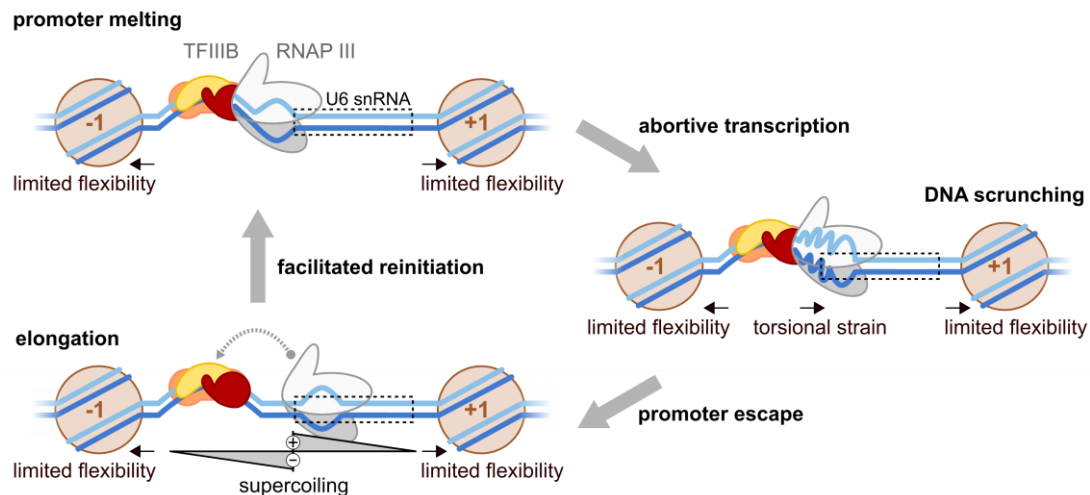 promoter melting
TFIIIB
RNAP III
U6 snRNA
-1
+1
limited flexibility
limited flexibility
abortive transcription
DNA scrunching
-1
+1
limited flexibility
torsional strain
limited flexibility
facilitated reinitiation
elongation
-1
+1
promoter escape
+
−
limited flexibility
limited flexibility
supercoiling